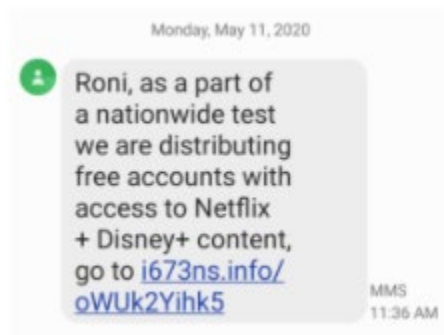 Monday, May 11, 2020
Roni, as a part of
a nationwide test
we are distributing
free accounts with
access to Netflix
+ Disney+ content,
go to i673ns.info/
oWUk2Yihk5
MMS
11:36 AM